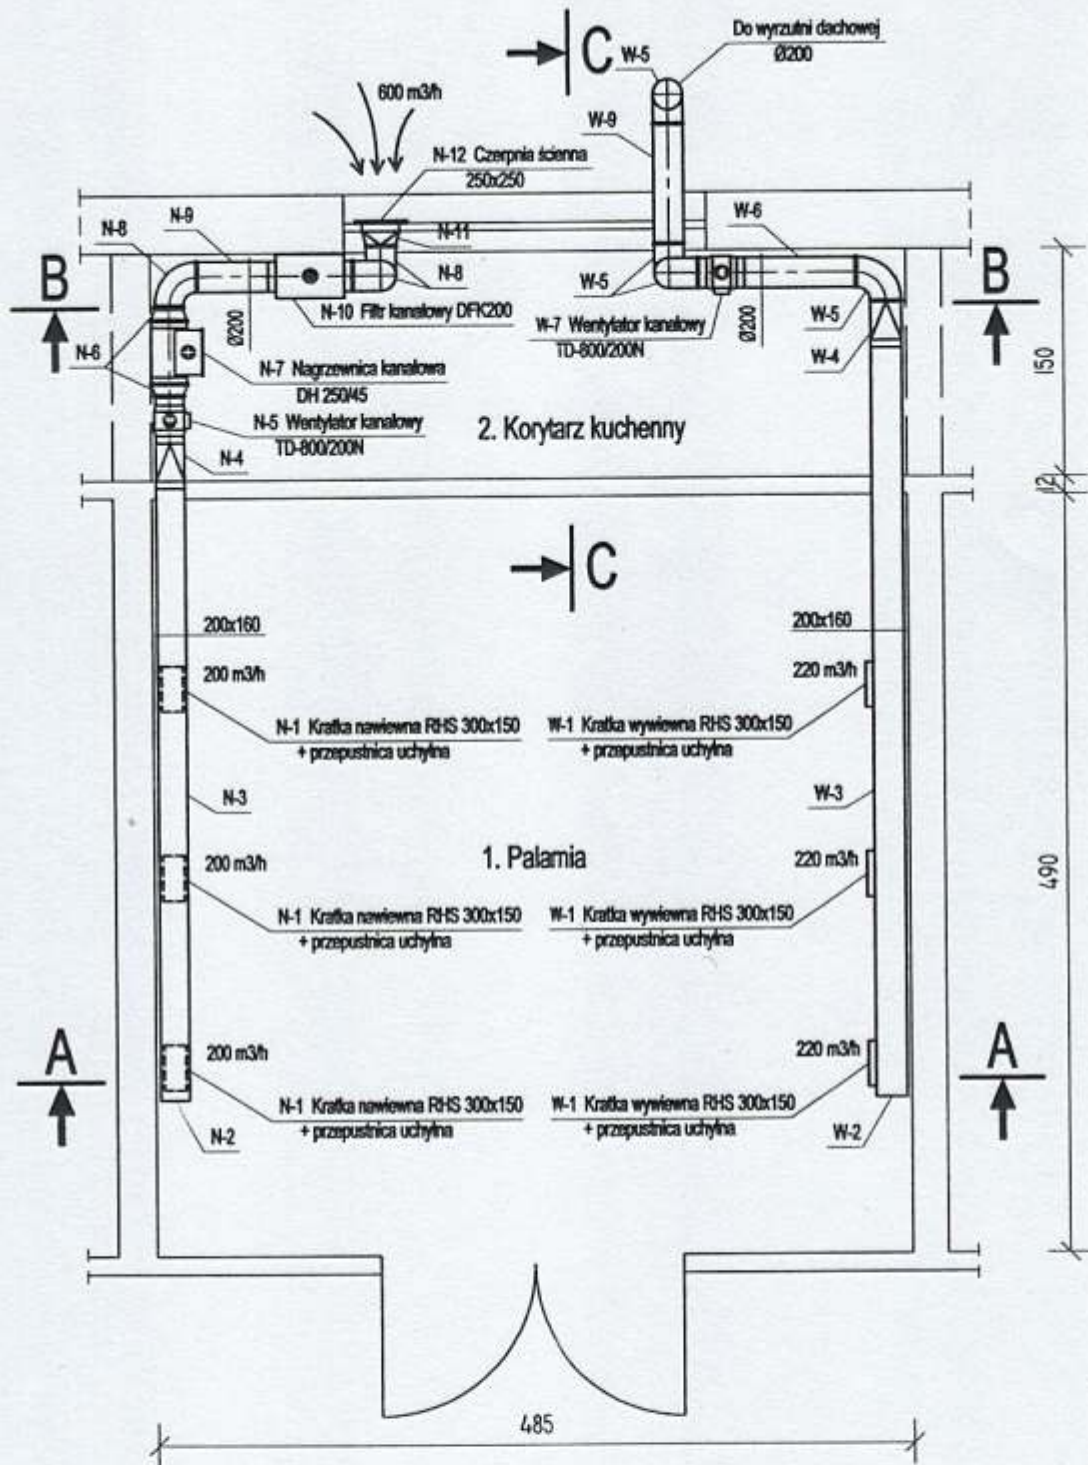 C
W-5
Do wyrzutni dachowej
Ø200
600 m3/h
W-9
N-12 Czerpnia ścienna
250x250
N-9
N-8
N-11
W-6
N-8
W-5
B
B
N-10 Filtr kanałowy DFK200
W-7 Wentylator kanałowy
TD-800/200N
W-5
Ø200
Ø200
W-4
N-6
N-7 Nagrzewnica kanałowa
DH 250/45
150
N-5 Wentylator kanałowy
TD-800/200N
2. Korytarz kuchenny
N-4
12
C
200x160
200x160
200 m3/h
220 m3/h
N-1 Kratka nawiewna RHS 300x150
+ przepustnica uchylna
W-1 Kratka wywiewna RHS 300x150
+ przepustnica uchylna
N-3
W-3
200 m3/h
1. Palarnia
220 m3/h
490
N-1 Kratka nawiewna RHS 300x150
+ przepustnica uchylna
W-1 Kratka wywiewna RHS 300x150
+ przepustnica uchylna
A
A
200 m3/h
220 m3/h
N-1 Kratka nawiewna RHS 300x150
+ przepustnica uchylna
W-1 Kratka wywiewna RHS 300x150
+ przepustnica uchylna
N-2
W-2
485